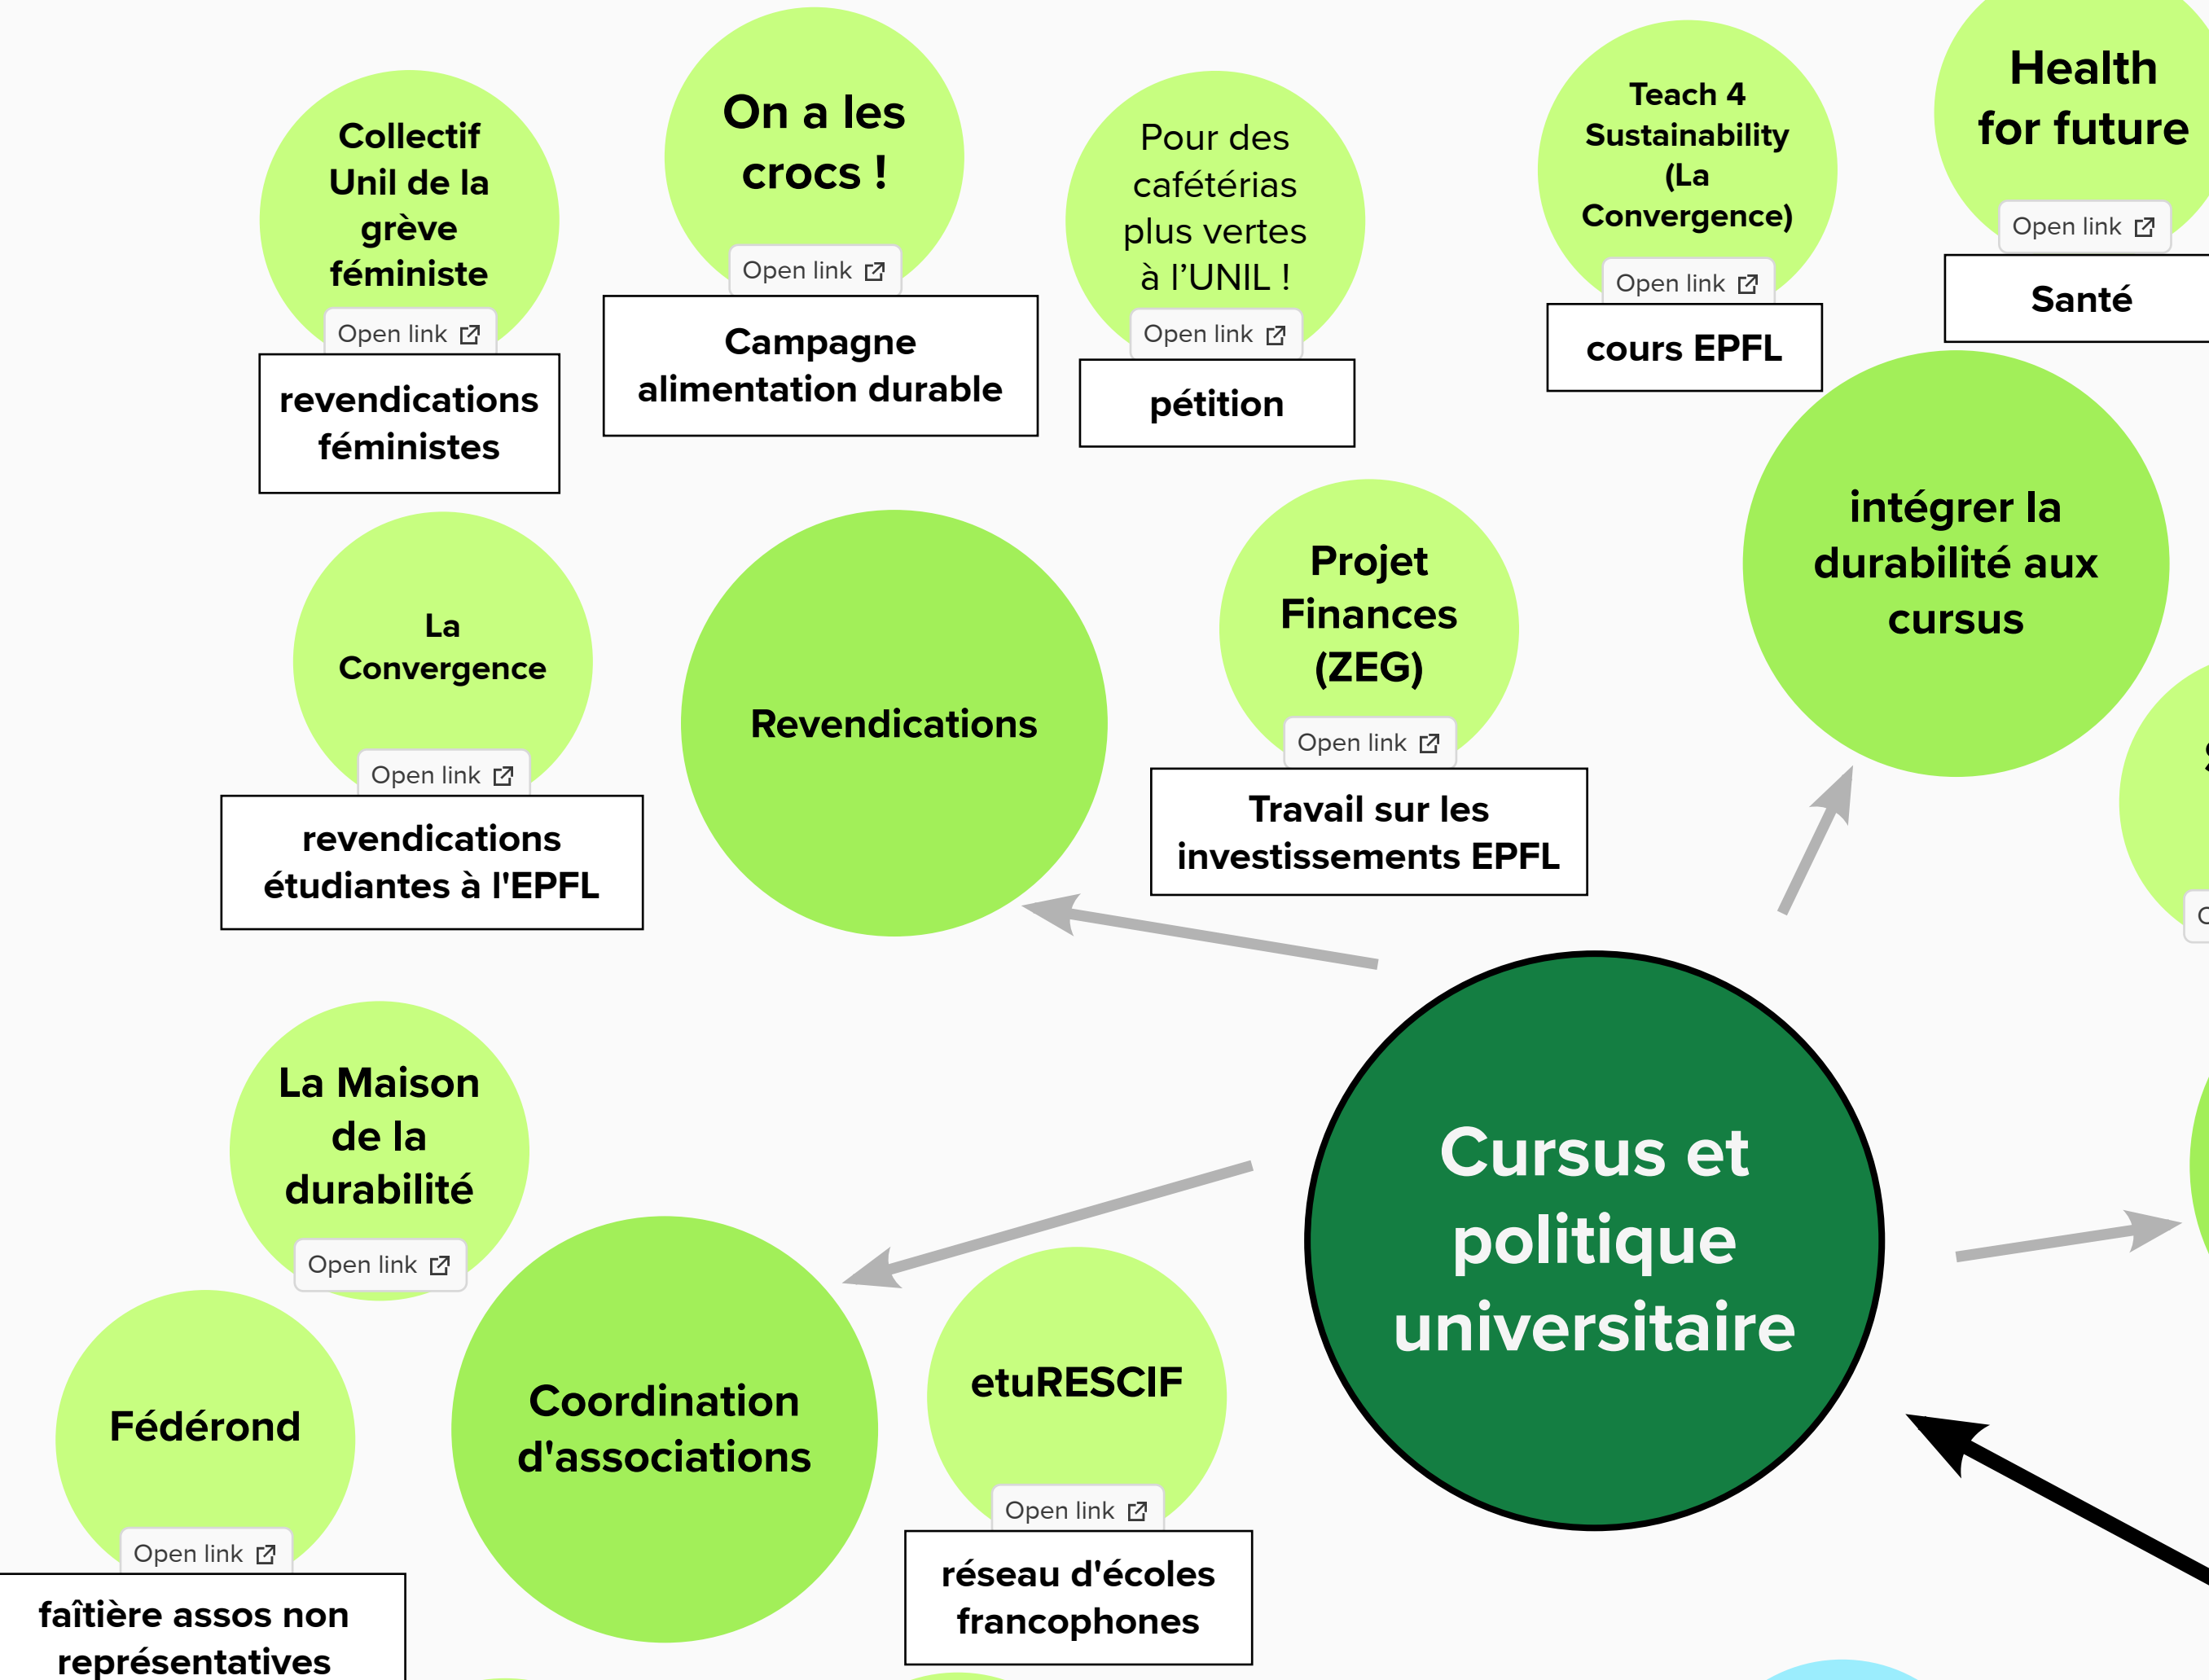 Collectif
Unil de la
grève
féministe
Open link
revendications
féministes
On a les
crocs !
Open link
Campagne
alimentation durable
Pour des
cafétérias
plus vertes
à l’UNIL !
Open link
pétition
Teach 4
Sustainability
(La
Convergence)
Open link
cours EPFL
Health
for future
Open link
Santé
intégrer la
durabilité aux
cursus
La
Convergence
Open link
revendications
étudiantes à l'EPFL
Revendications
Projet
Finances
(ZEG)
Open link
Travail sur les
investissements EPFL
La Maison
de la
durabilité
Open link
Cursus et
politique
universitaire
Fédérond
Open link
faîtière assos non
représentatives
Coordination
d'associations
etuRESCIF
Open link
réseau d'écoles
francophones